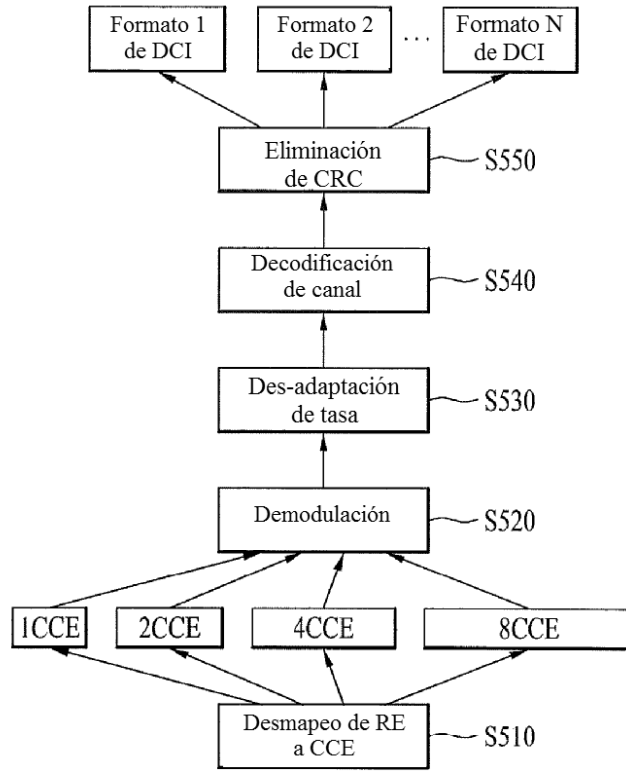 Formato 1
de DCI
Formato 2
de DCI
...
Formato N
de DCI
Eliminación
de CRC
S550
Decodificación
de canal
S540
Des-adaptación
de tasa
S530
Demodulación
S520
1CCE
2CCE
4CCE
8CCE
Desmapeo de RE
a CCE
S510